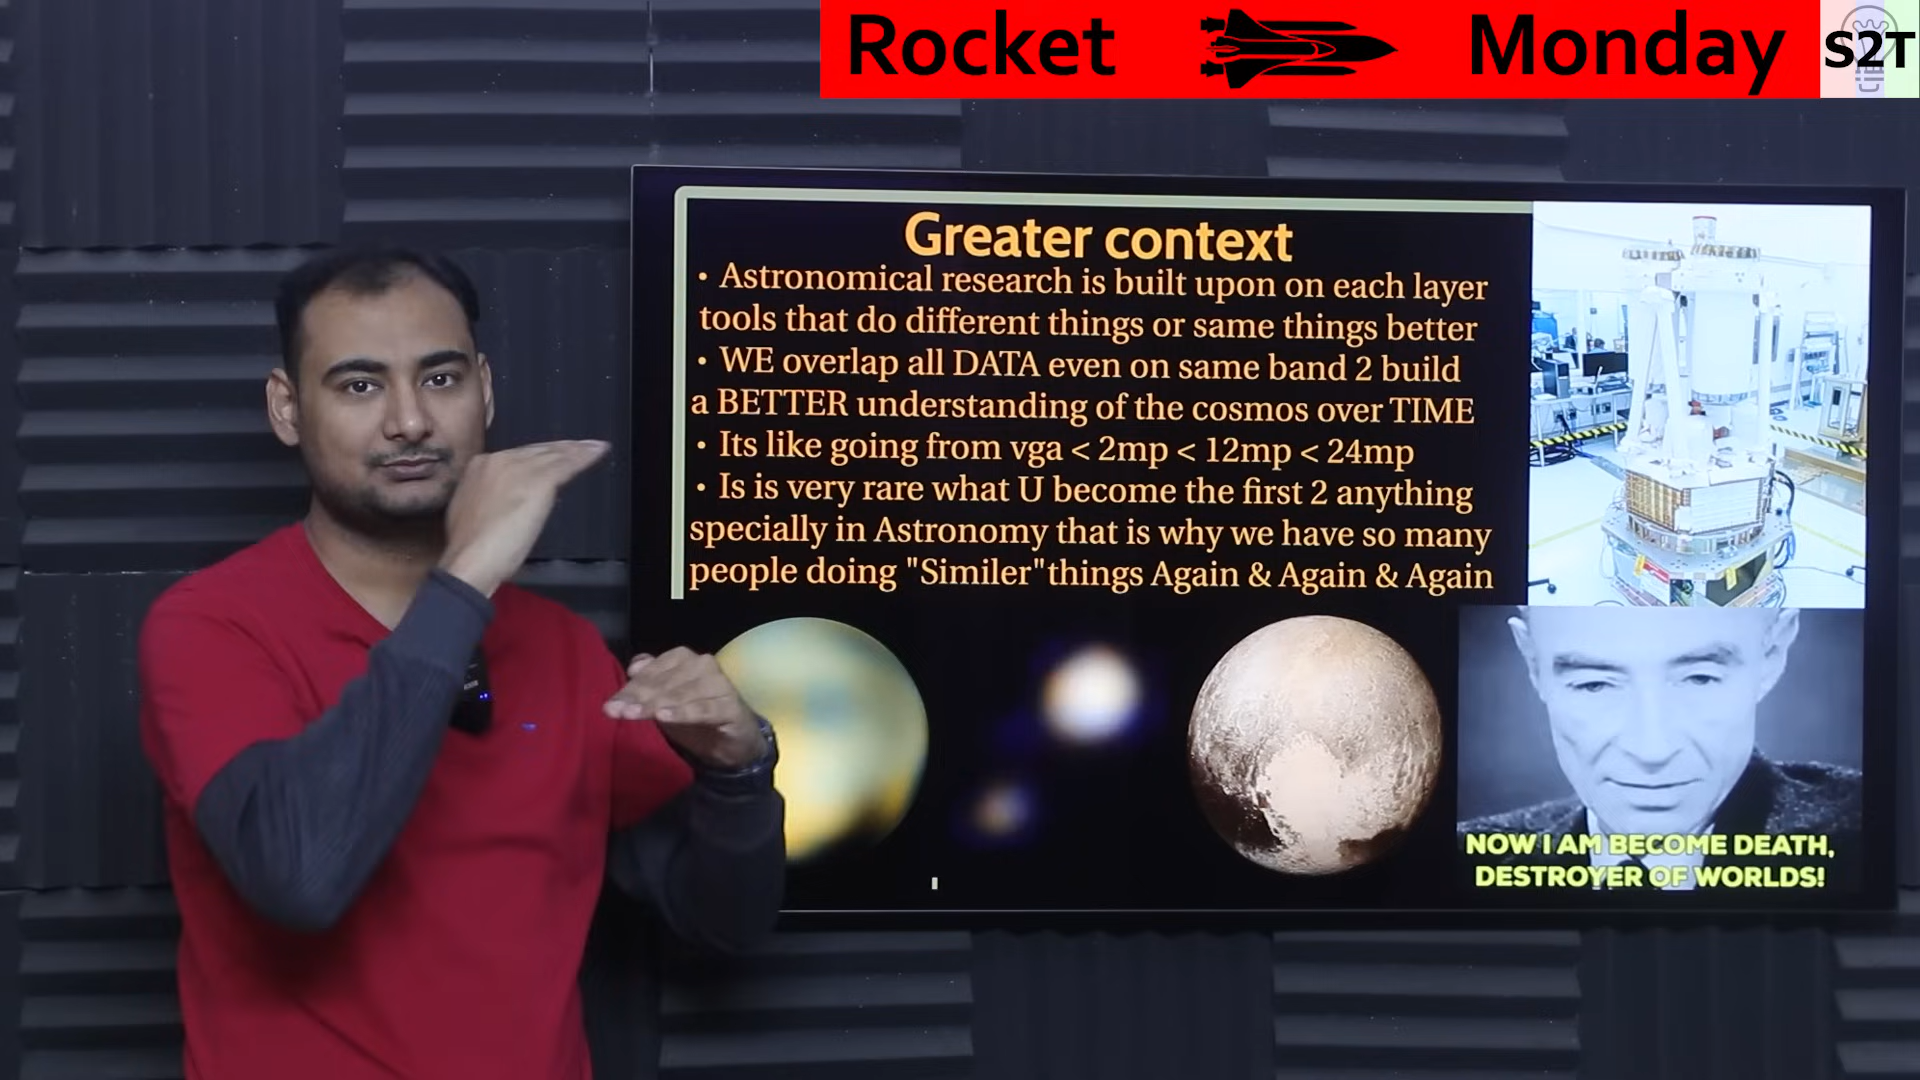 Rocket Monday
S2T
Greater context
• Astronomical research is built upon on each layer
tools that do different things or same things better
• WE overlap all DATA even on same band 2 build
a BETTER understanding of the cosmos over TIME
• Its like going from vga < 2mp < 12mp < 24mp
• Is is very rare what U become the first 2 anything
specially in Astronomy that is why we have so many
people doing "Similer"things Again & Again & Again
NOW I AM BECOME DEATH,
DESTROYER OF WORLDS!